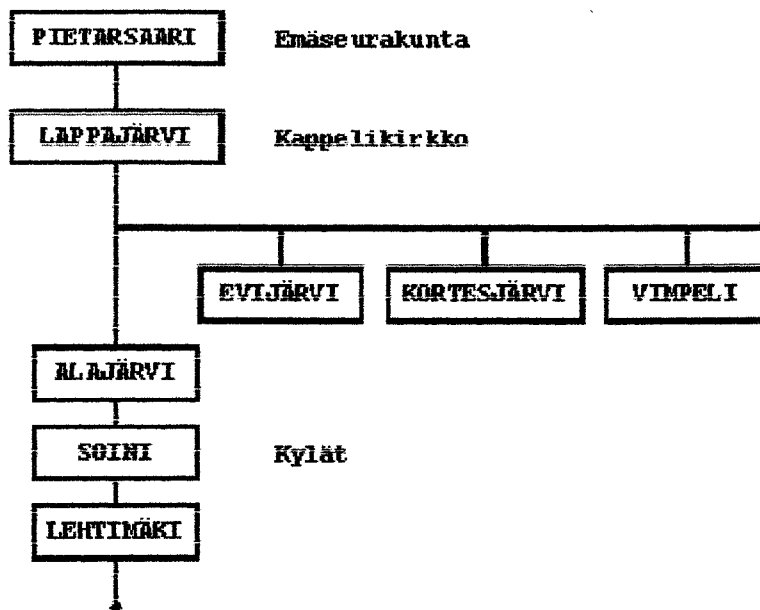 PIETARSAARI Emäseurakunta
LAPPAJÄRVI Kappelikirkko
EVIJÄRVI KORTESJÄRVI VIMPELI
ALAJÄRVI
SOINI Kylät
LEHTIMÄKI